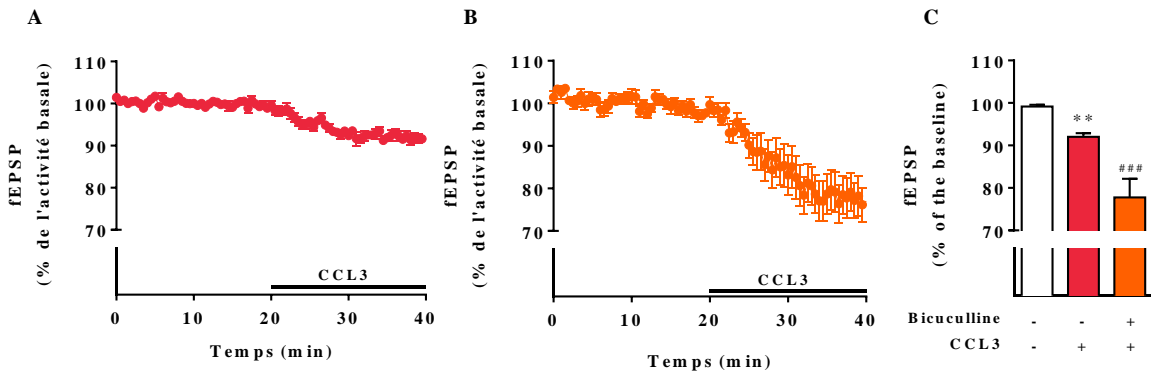 A
fEPSP
(% de l'activité basale)
110
100
90
80
70
CCL3
0
10
20
30
40
Temps (min)
B
fEPSP
(% de l'activité basale)
110
100
90
80
70
CCL3
0
10
20
30
40
Temps (min)
C
fEPSP
(% of the baseline)
110
100
90
80
70
**
###
Bicuculline - - +
CCL3 - + +